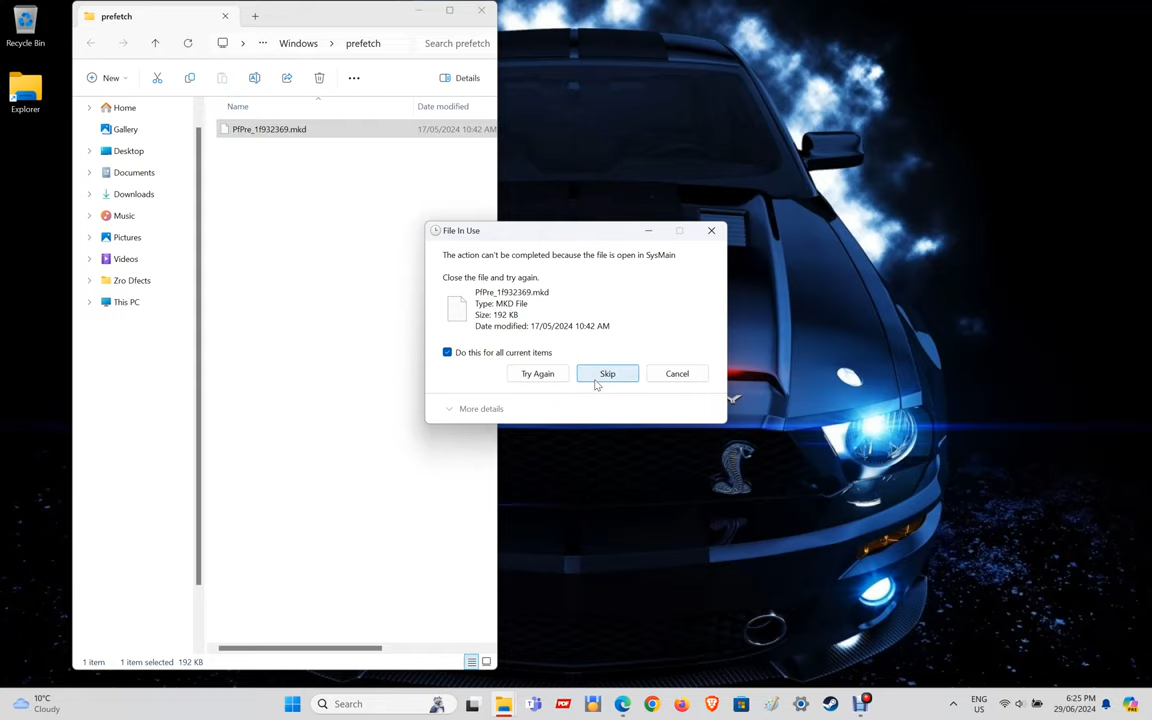 Recycle Bin
Explorer
prefetch
Windows
prefetch
Search prefetch
New
Details
Name
Date modified
PfPre_1f932369.mkd
17/05/2024 10:42 AM
Home
Gallery
Desktop
Documents
Downloads
Music
Pictures
Videos
Zro Dfects
This PC
File In Use
The action can't be completed because the file is open in SysMain
Close the file and try again.
PfPre_1f932369.mkd
Type: MKD File
Size: 192 KB
Date modified: 17/05/2024 10:42 AM
Do this for all current items
Try Again
Skip
Cancel
More details
1 item
1 item selected 192 KB
10°C
Cloudy
Search
PDF
ENG
US
6:25 PM
29/06/2024
PRE